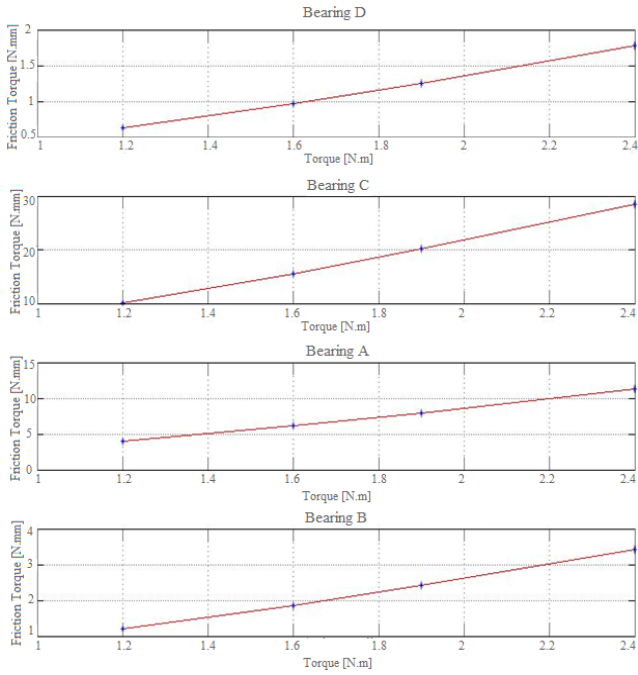 Bearing D
Friction Torque [N.mm]
2
1.5
1
0.5
1 1.2 1.4 1.6 1.8 2 2.2 2.4
Torque [N.m]
Bearing C
Friction Torque [N.mm]
30
20
10
1 1.2 1.4 1.6 1.8 2 2.2 2.4
Torque [N.m]
Bearing A
Friction Torque [N.mm]
15
10
5
0
1 1.2 1.4 1.6 1.8 2 2.2 2.4
Torque [N.m]
Bearing B
Friction Torque [N.mm]
4
3
2
1
1 1.2 1.4 1.6 1.8 2 2.2 2.4
Torque [N.m]